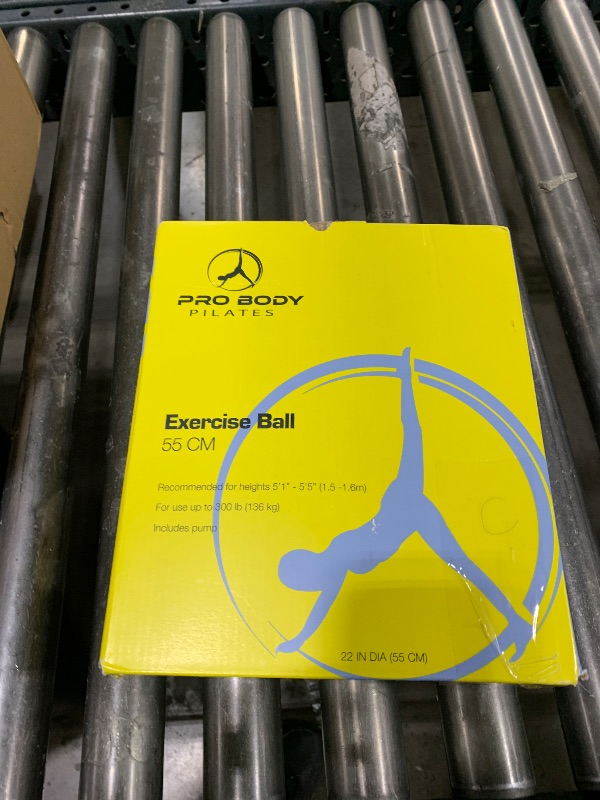 PRO BODY
PILATES
Exercise Ball
55 CM
Recommended for heights 5'1" - 5'5" (1.5 -1.6m)
For use up to 300 lb (136 kg)
Includes pump
C
22 IN DIA (55 CM)